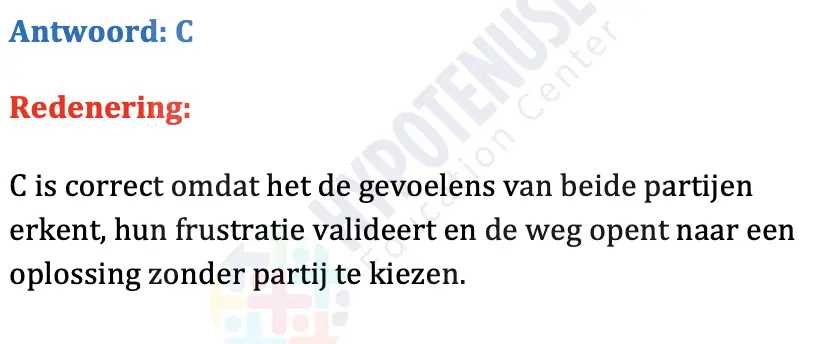 Antwoord: C
Redenering:
C is correct omdat het de gevoelens van beide partijen
erkent, hun frustratie valideert en de weg opent naar een
oplossing zonder partij te kiezen.
HYPOTENUSE
Education Center